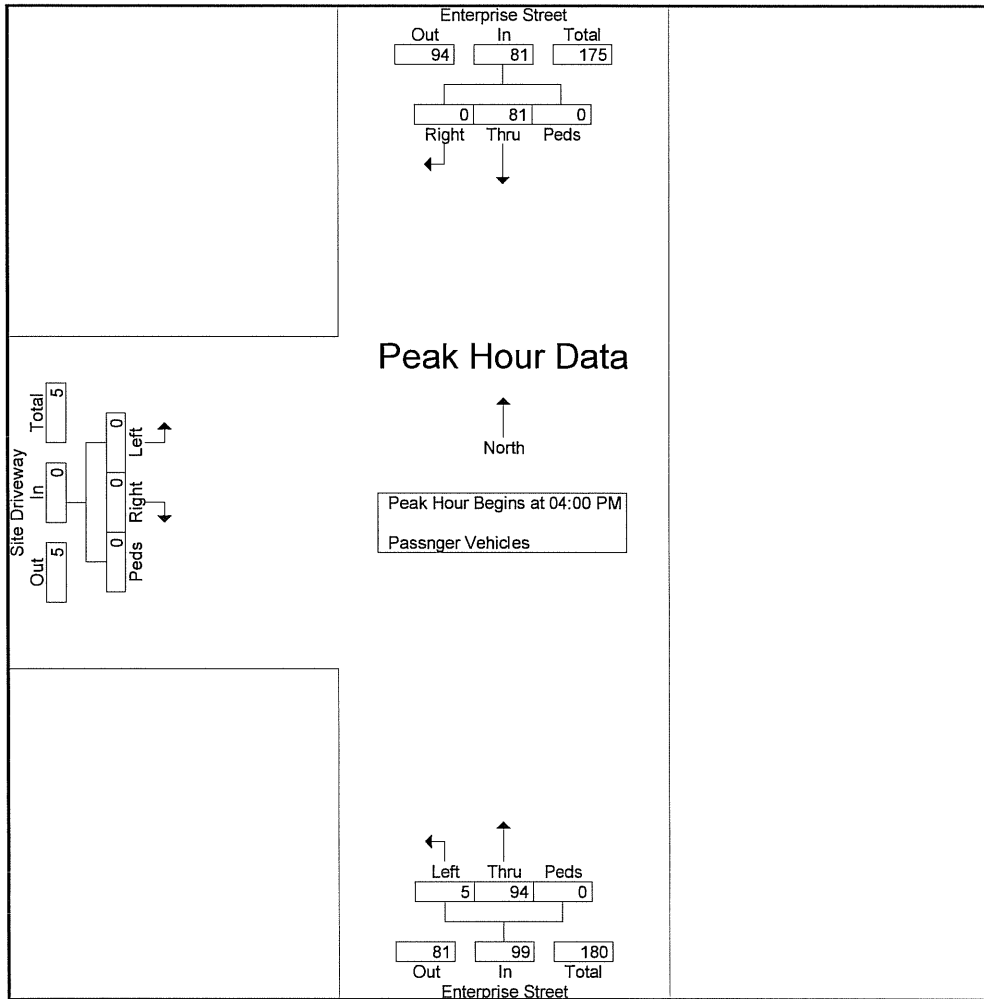 Enterprise Street
Out In Total
94 81 175
0 81 0
Right Thru Peds
Peak Hour Data
North
Peak Hour Begins at 04:00 PM
Passnger Vehicles
Site Driveway
Out In Total
5 0 5
0 0 0
Peds Right Left
Left Thru Peds
5 94 0
81 99 180
Out In Total
Enterprise Street